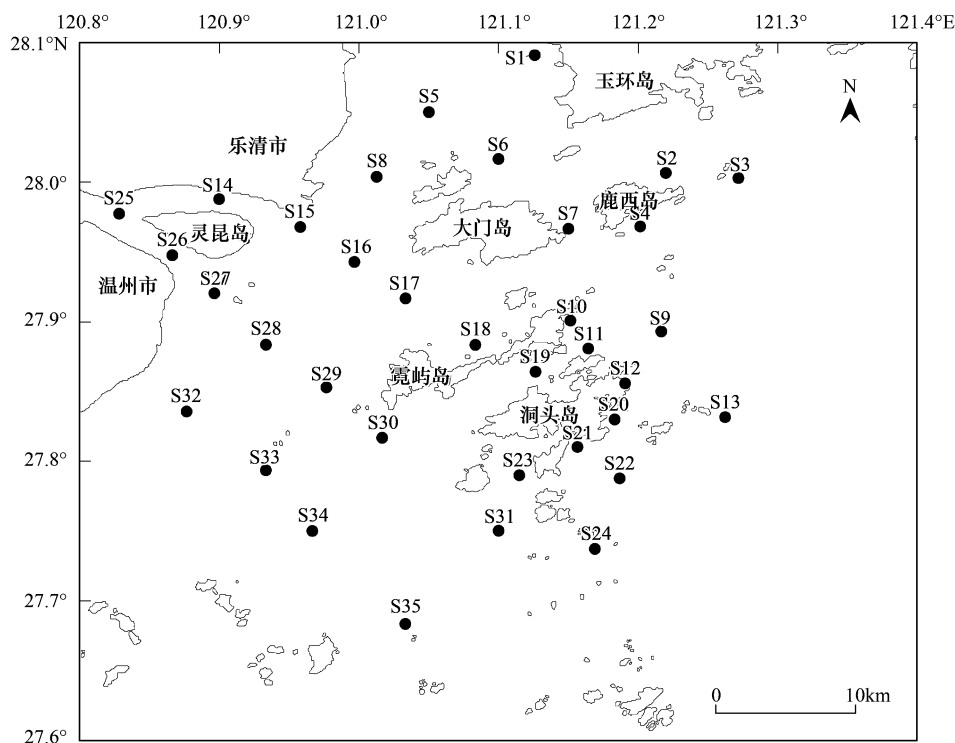 120.8° 120.9° 121.0° 121.1° 121.2° 121.3° 121.4°E
28.1°N
S1
玉环岛
N
S5
乐清市
S6
S8
S2
S3
28.0°
S25
S14
S15
鹿西岛
S4
灵昆岛
大门岛
S7
S26
S16
温州市
S27
S17
27.9°
S10
S9
S28
S18
S11
S19
S12
S29
霓屿岛
S32
S13
洞头岛
S20
S30
S21
27.8°
S33
S23
S22
S34
S31
S24
27.7°
S35
0 10km
27.6°